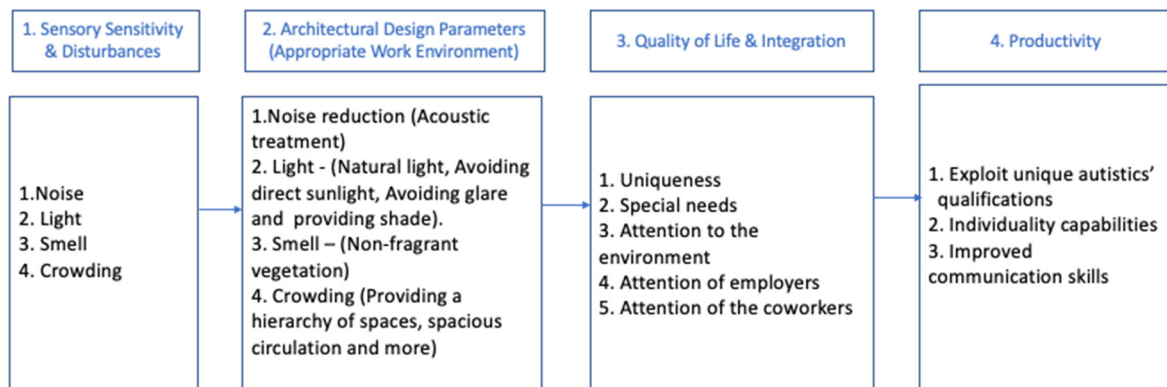 1. Sensory Sensitivity
& Disturbances
2. Architectural Design Parameters
(Appropriate Work Environment)
3. Quality of Life & Integration
4. Productivity
1.Noise
2. Light
3. Smell
4. Crowding
1.Noise reduction (Acoustic
treatment)
2. Light - (Natural light, Avoiding
direct sunlight, Avoiding glare
and providing shade).
3. Smell – (Non-fragrant
vegetation)
4. Crowding (Providing a
hierarchy of spaces, spacious
circulation and more)
1. Uniqueness
2. Special needs
3. Attention to the
environment
4. Attention of employers
5. Attention of the coworkers
1. Exploit unique autistics’
qualifications
2. Individuality capabilities
3. Improved
communication skills